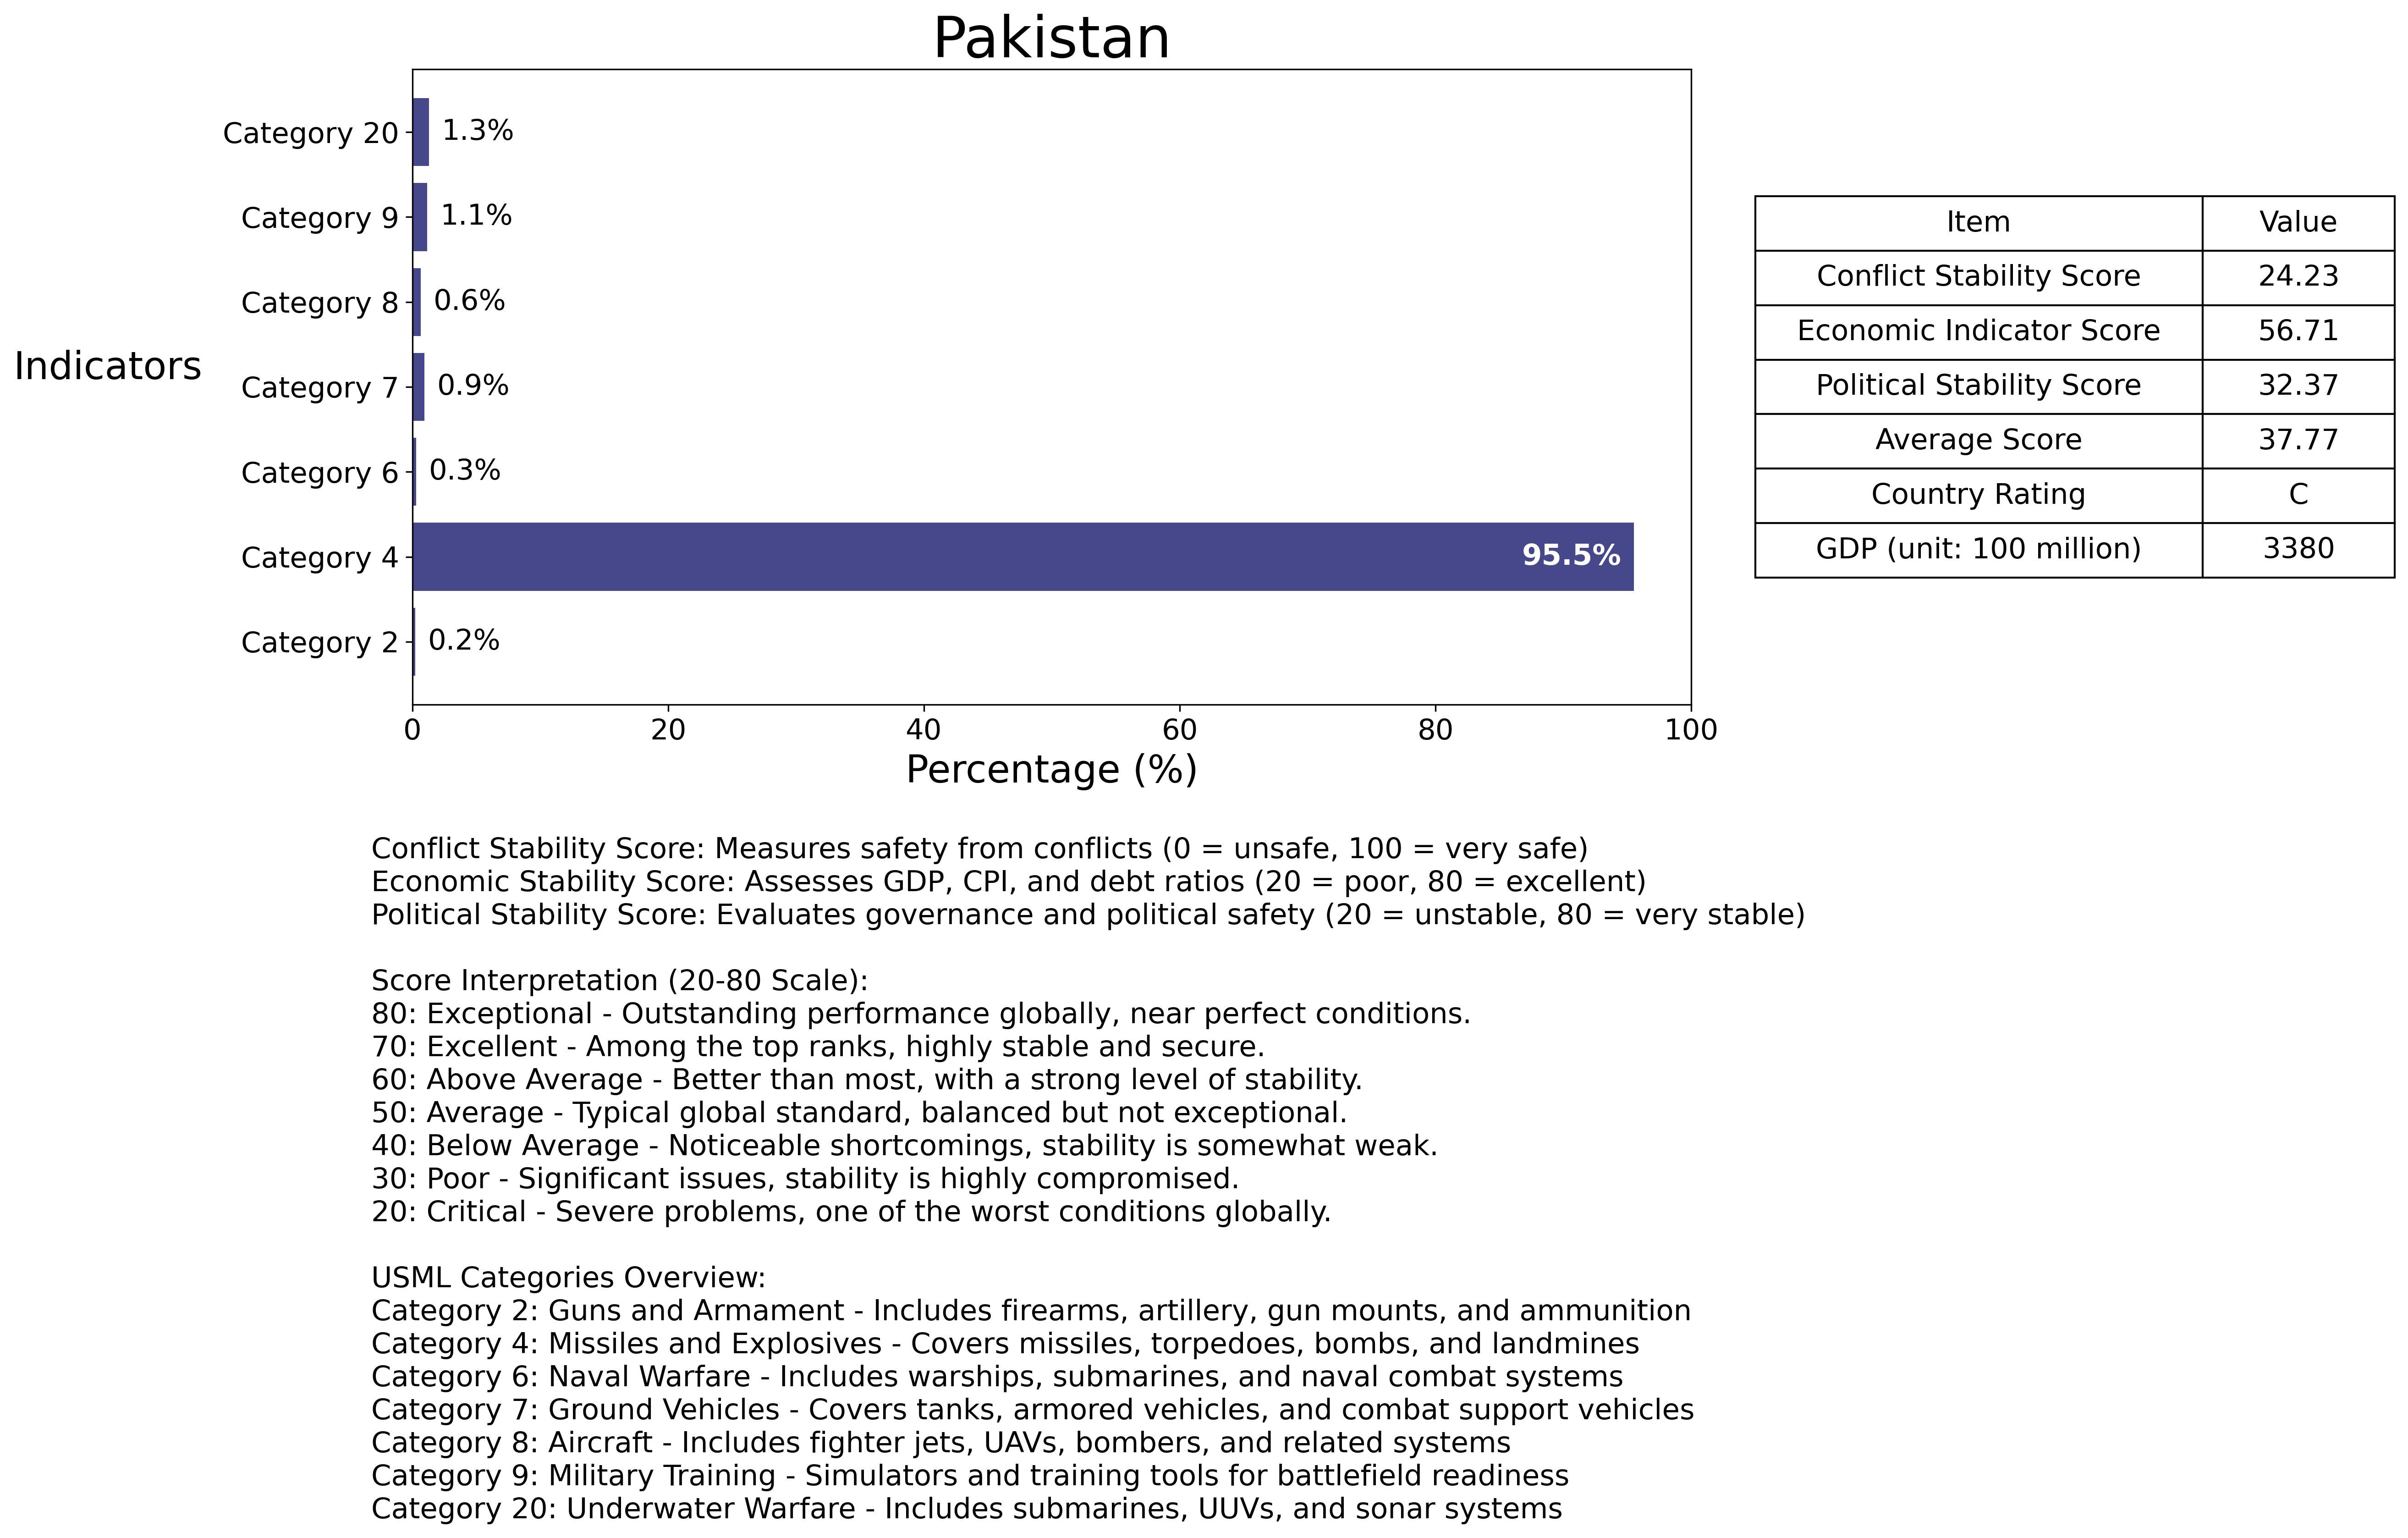 Pakistan
Indicators
Category 20 1.3%
Category 9 1.1%
Category 8 0.6%
Category 7 0.9%
Category 6 0.3%
Category 4 95.5%
Category 2 0.2%
0 20 40 60 80 100
Percentage (%)
Item Value
Conflict Stability Score 24.23
Economic Indicator Score 56.71
Political Stability Score 32.37
Average Score 37.77
Country Rating C
GDP (unit: 100 million) 3380
Conflict Stability Score: Measures safety from conflicts (0 = unsafe, 100 = very safe)
Economic Stability Score: Assesses GDP, CPI, and debt ratios (20 = poor, 80 = excellent)
Political Stability Score: Evaluates governance and political safety (20 = unstable, 80 = very stable)
Score Interpretation (20-80 Scale):
80: Exceptional - Outstanding performance globally, near perfect conditions.
70: Excellent - Among the top ranks, highly stable and secure.
60: Above Average - Better than most, with a strong level of stability.
50: Average - Typical global standard, balanced but not exceptional.
40: Below Average - Noticeable shortcomings, stability is somewhat weak.
30: Poor - Significant issues, stability is highly compromised.
20: Critical - Severe problems, one of the worst conditions globally.
USML Categories Overview:
Category 2: Guns and Armament - Includes firearms, artillery, gun mounts, and ammunition
Category 4: Missiles and Explosives - Covers missiles, torpedoes, bombs, and landmines
Category 6: Naval Warfare - Includes warships, submarines, and naval combat systems
Category 7: Ground Vehicles - Covers tanks, armored vehicles, and combat support vehicles
Category 8: Aircraft - Includes fighter jets, UAVs, bombers, and related systems
Category 9: Military Training - Simulators and training tools for battlefield readiness
Category 20: Underwater Warfare - Includes submarines, UUVs, and sonar systems